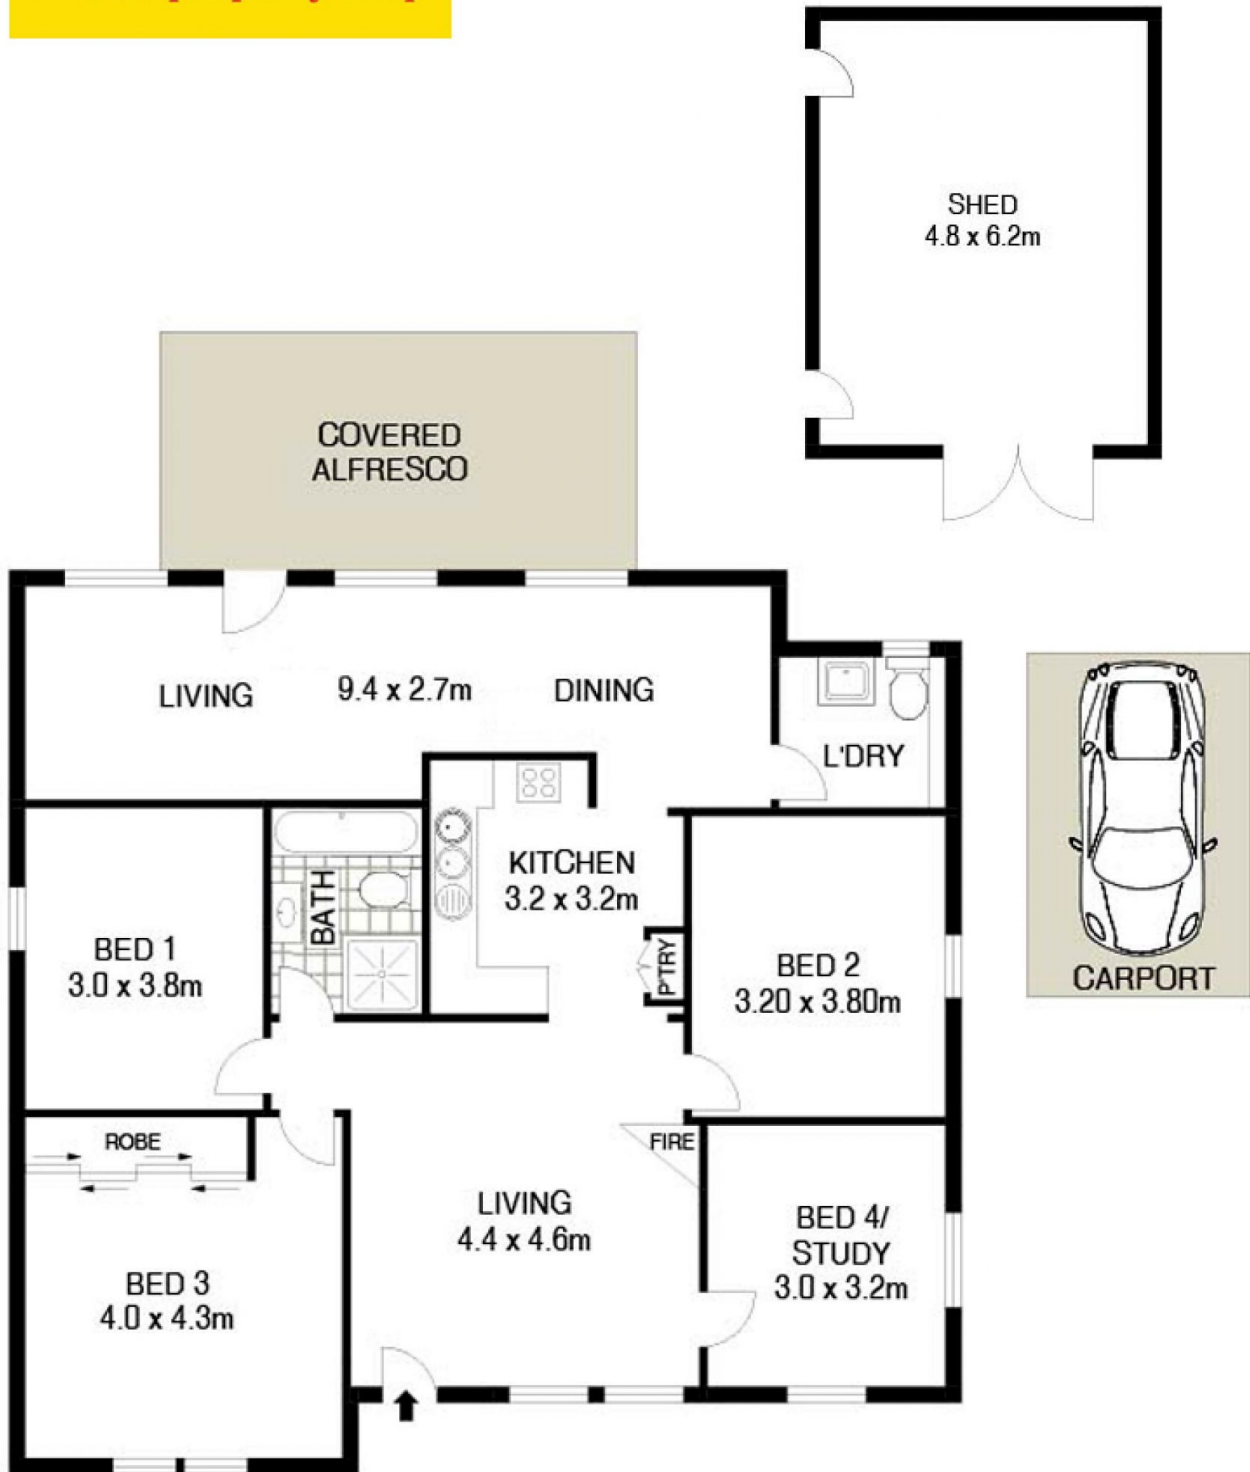 SHED
4.8 x 6.2m
COVERED
ALFRESCO
LIVING
9.4 x 2.7m
DINING
L'DRY
KITCHEN
3.2 x 3.2m
BATH
P'TRY
BED 1
3.0 x 3.8m
BED 2
3.20 x 3.80m
CARPORT
ROBE
FIRE
LIVING
4.4 x 4.6m
BED 4/
STUDY
3.0 x 3.2m
BED 3
4.0 x 4.3m